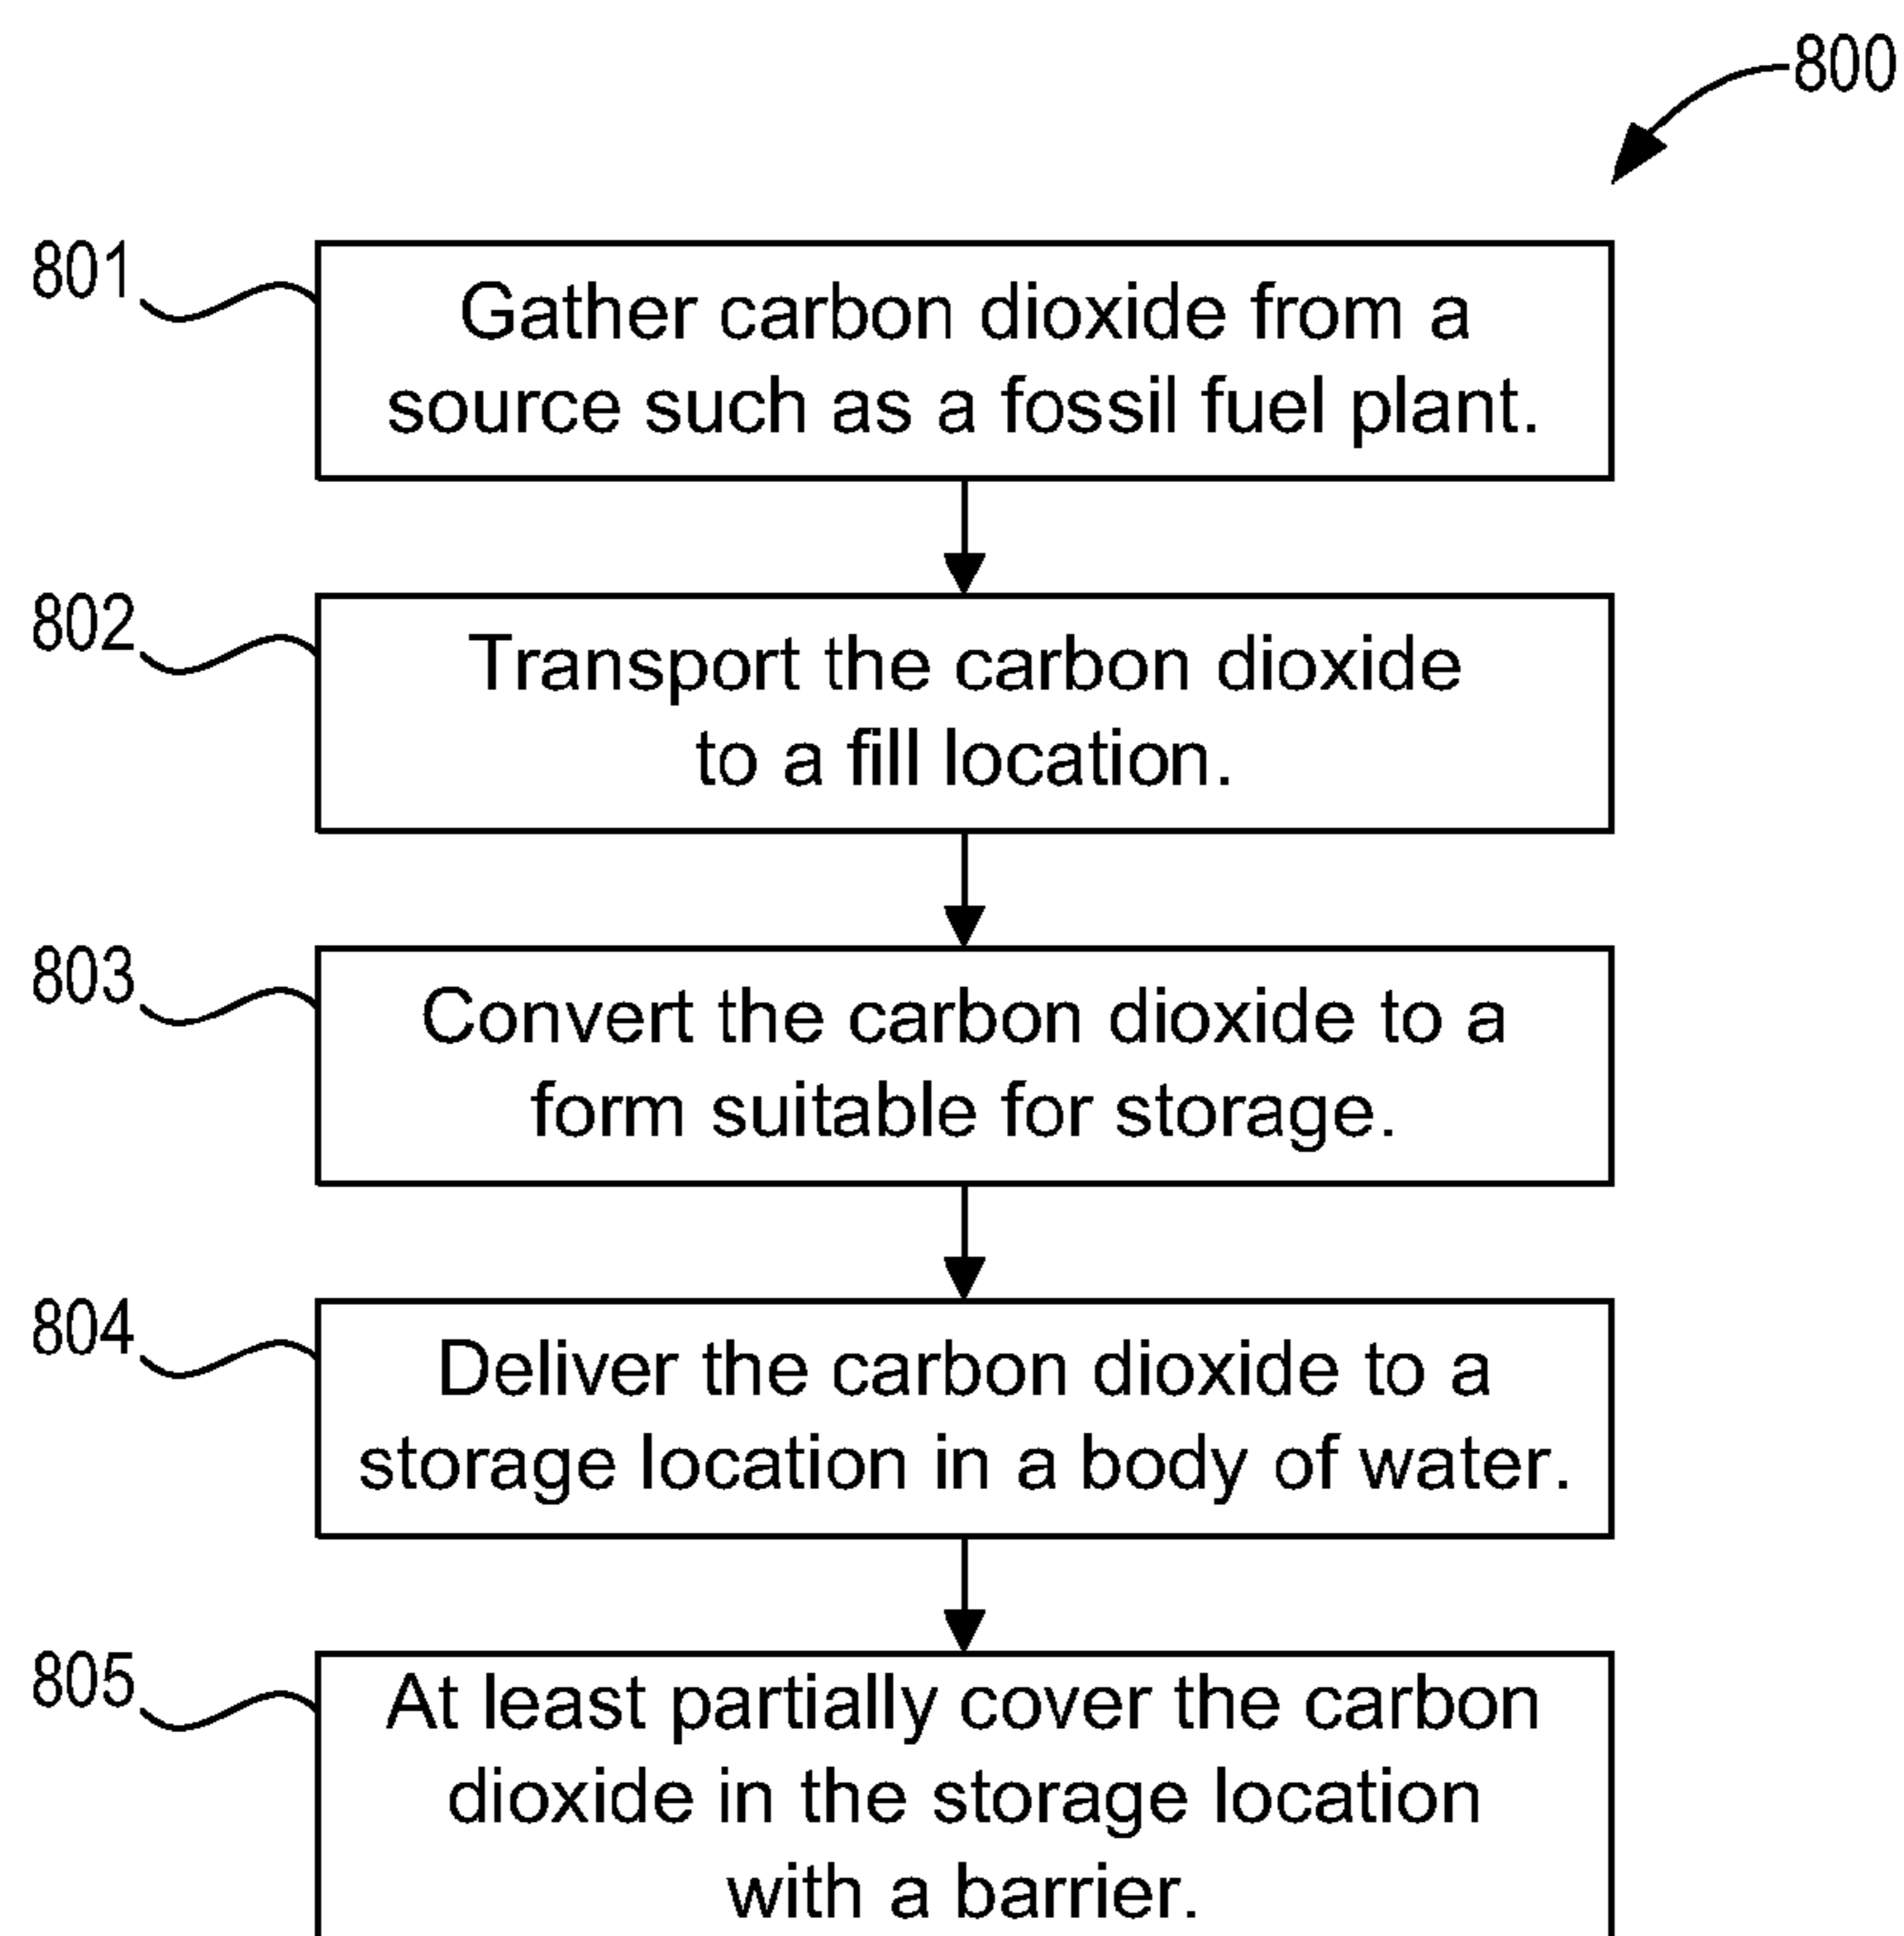 800
801
Gather carbon dioxide from a
source such as a fossil fuel plant.
802
Transport the carbon dioxide
to a fill location.
803
Convert the carbon dioxide to a
form suitable for storage.
804
Deliver the carbon dioxide to a
storage location in a body of water.
805
At least partially cover the carbon
dioxide in the storage location
with a barrier.